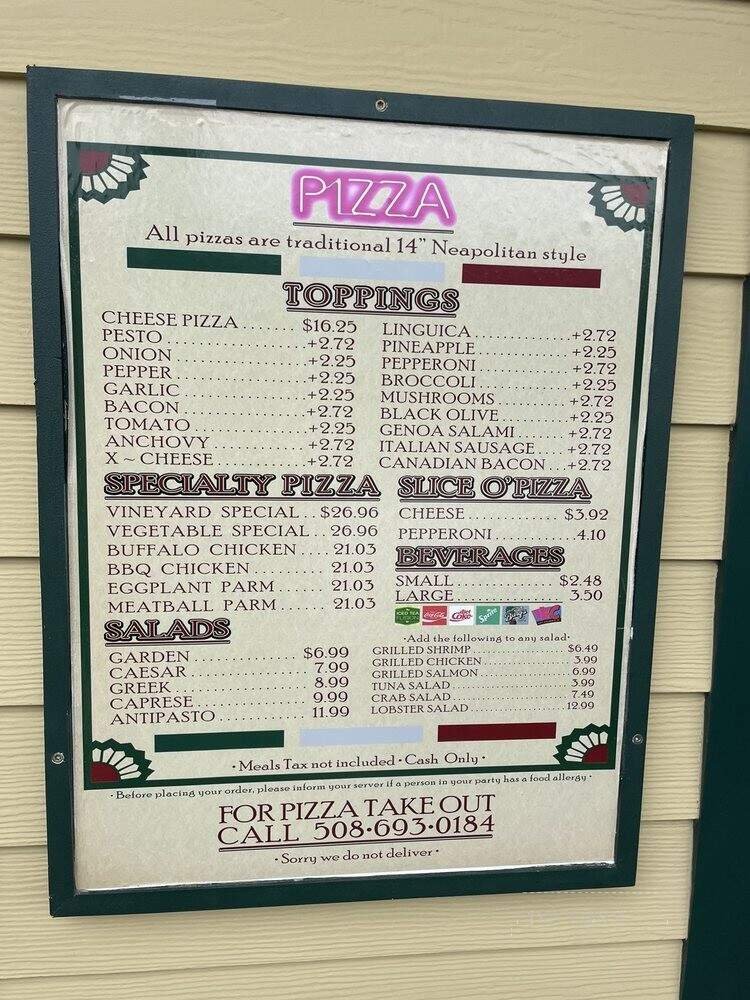 PIZZA
All pizzas are traditional 14" Neapolitan style
TOPPINGS
CHEESE PIZZA ....... $16.25
PESTO ................ +2.72
ONION ............... +2.25
PEPPER .............. +2.25
GARLIC .............. +2.25
BACON ............... +2.72
TOMATO ............. +2.25
ANCHOVY ........... +2.72
X ~ CHEESE .......... +2.72
LINGUICA ............. +2.72
PINEAPPLE ............ +2.25
PEPPERONI ........... +2.72
BROCCOLI ............ +2.25
MUSHROOMS ......... +2.72
BLACK OLIVE ......... +2.25
GENOA SALAMI ...... +2.72
ITALIAN SAUSAGE ... +2.72
CANADIAN BACON ... +2.72
SPECIALTY PIZZA
VINEYARD SPECIAL .. $26.96
VEGETABLE SPECIAL .. 26.96
BUFFALO CHICKEN .... 21.03
BBQ CHICKEN ......... 21.03
EGGPLANT PARM ...... 21.03
MEATBALL PARM ...... 21.03
SLICE O'PIZZA
CHEESE ............ $3.92
PEPPERONI ........... 4.10
BEVERAGES
SMALL ............... $2.48
LARGE ............... 3.50
ICED TEA
FUSION
Coca-Cola
diet
Coke
Sprite
Barq's
SALADS
GARDEN .............. $6.99
CAESAR ............... 7.99
GREEK ................ 8.99
CAPRESE .............. 9.99
ANTIPASTO .......... 11.99
·Add the following to any salad·
GRILLED SHRIMP ............... $6.49
GRILLED CHICKEN .............. 3.99
GRILLED SALMON .............. 6.99
TUNA SALAD ................... 3.99
CRAB SALAD ................... 7.49
LOBSTER SALAD ............... 12.99
· Meals Tax not included · Cash Only ·
· Before placing your order, please inform your server if a person in your party has a food allergy ·
FOR PIZZA TAKE OUT
CALL 508·693·0184
· Sorry we do not deliver ·